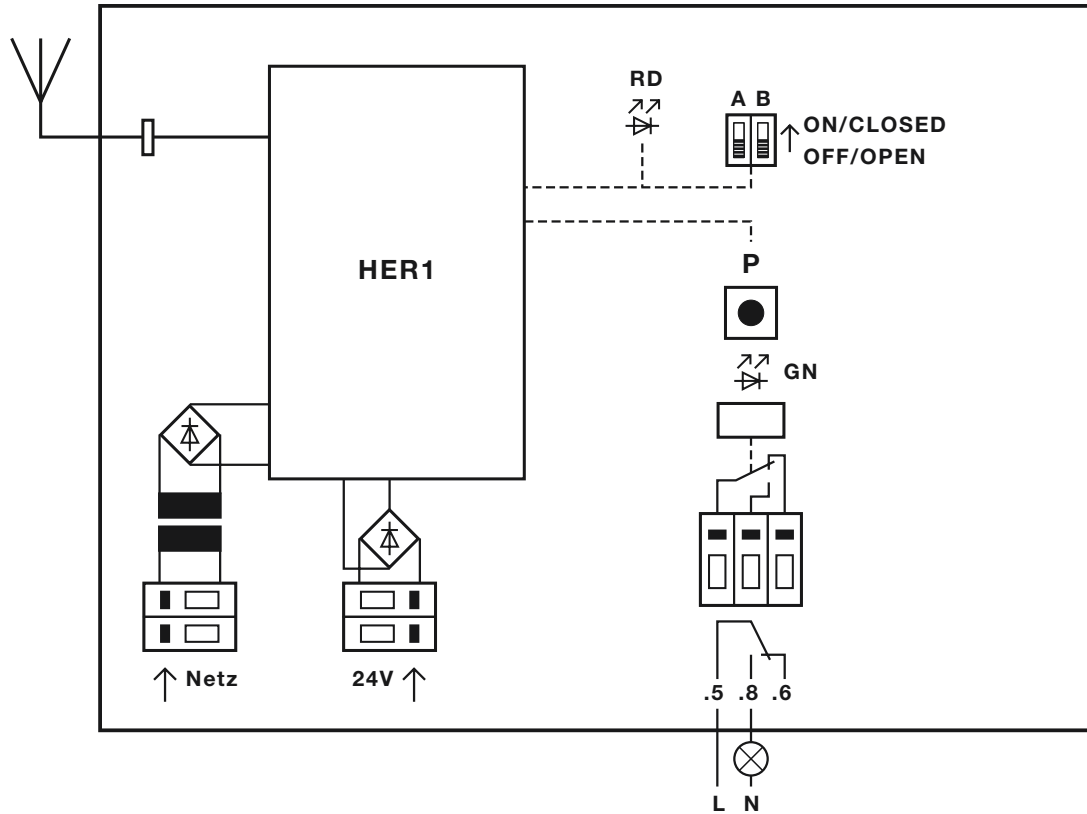 RD
A B
ON/CLOSED
OFF/OPEN
HER1
P
GN
Netz
24V
.5 .8 .6
L N